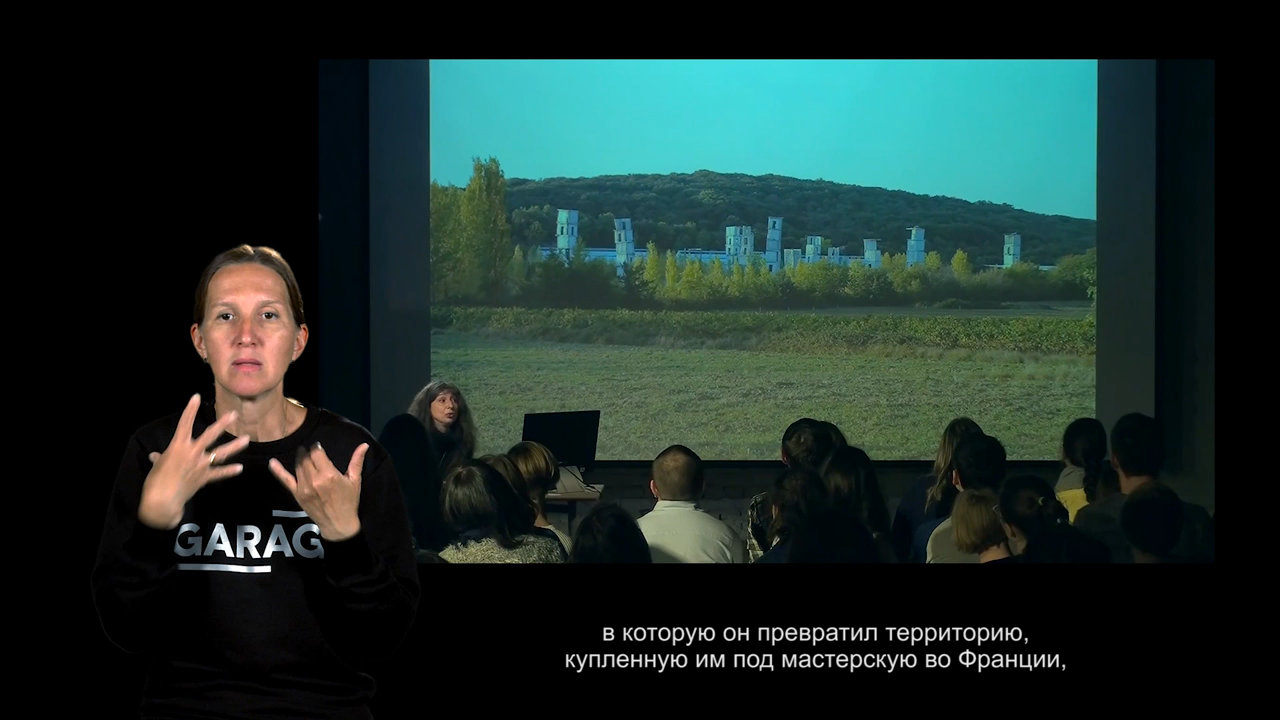 GARAG
в которую он превратил территорию,
купленную им под мастерскую во Франции,